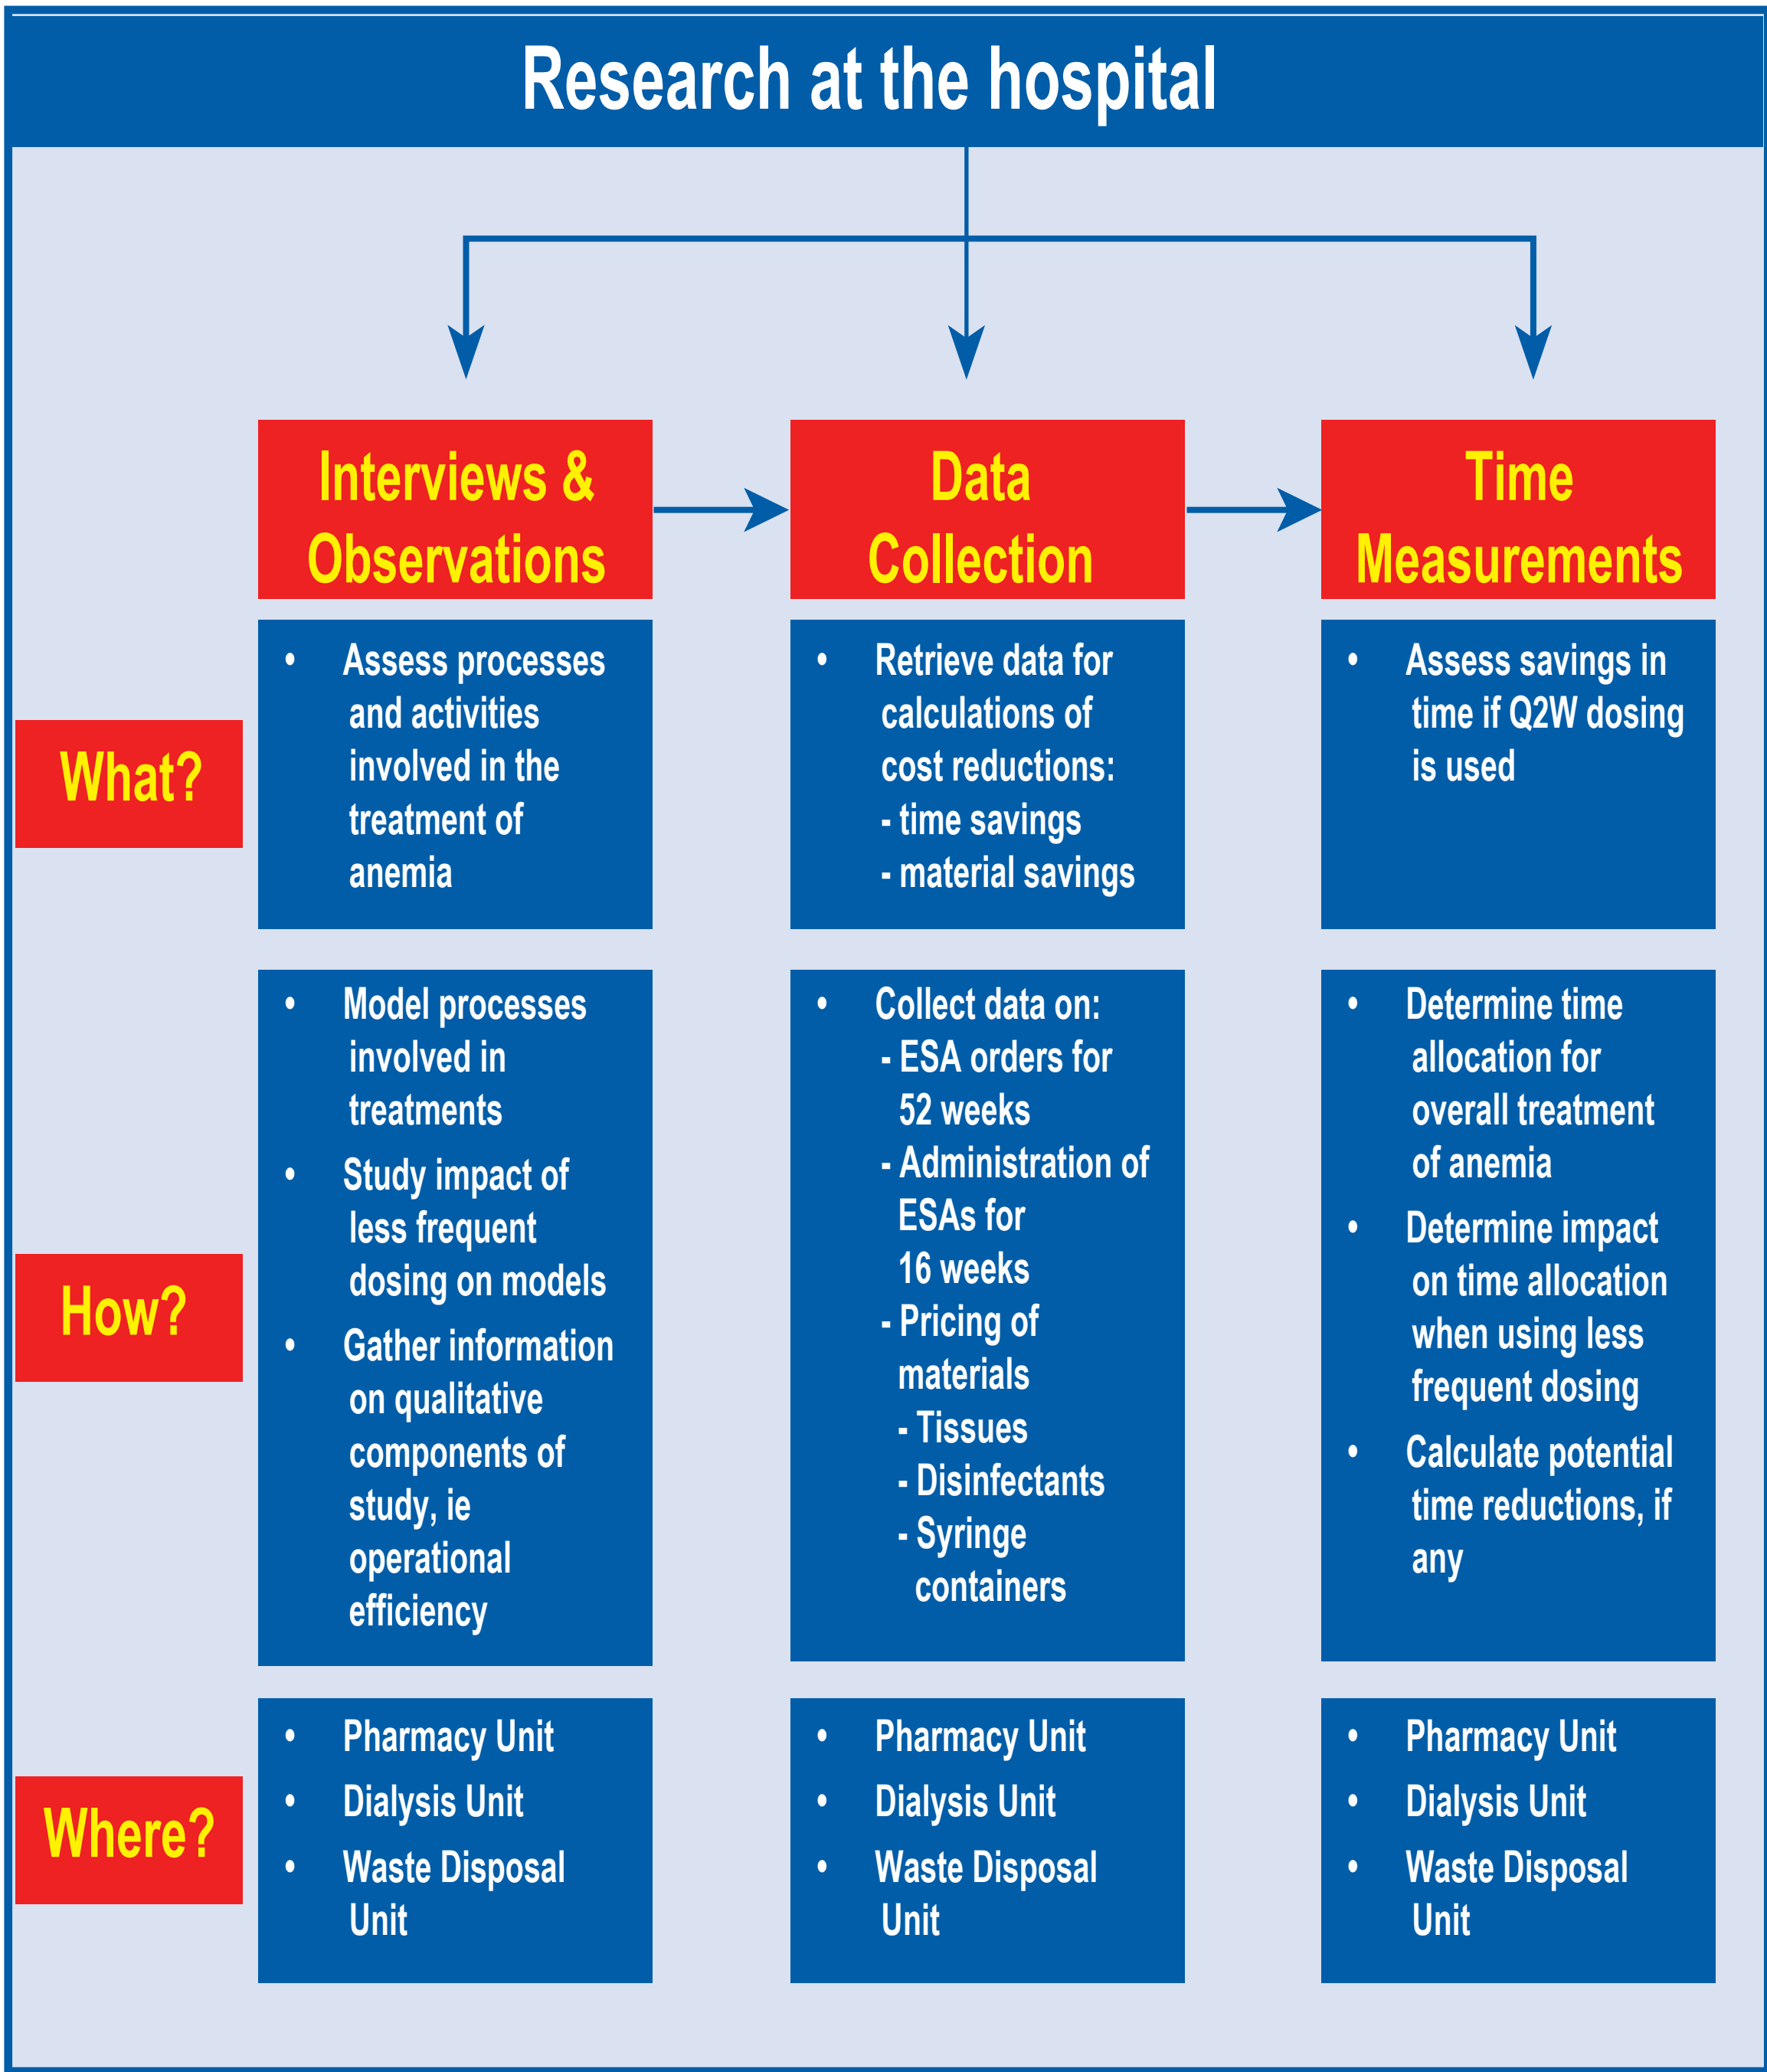 Research at the hospital
Interviews &
Observations
Data
Collection
Time
Measurements
What?
• Assess processes
and activities
involved in the
treatment of
anemia
• Retrieve data for
calculations of
cost reductions:
- time savings
- material savings
• Assess savings in
time if Q2W dosing
is used
How?
• Model processes
involved in
treatments
• Study impact of
less frequent
dosing on models
• Gather information
on qualitative
components of
study, ie
operational
efficiency
• Collect data on:
- ESA orders for
52 weeks
- Administration of
ESAs for
16 weeks
- Pricing of
materials
- Tissues
- Disinfectants
- Syringe
containers
• Determine time
allocation for
overall treatment
of anemia
• Determine impact
on time allocation
when using less
frequent dosing
• Calculate potential
time reductions, if
any
Where?
• Pharmacy Unit
• Dialysis Unit
• Waste Disposal
Unit
• Pharmacy Unit
• Dialysis Unit
• Waste Disposal
Unit
• Pharmacy Unit
• Dialysis Unit
• Waste Disposal
Unit